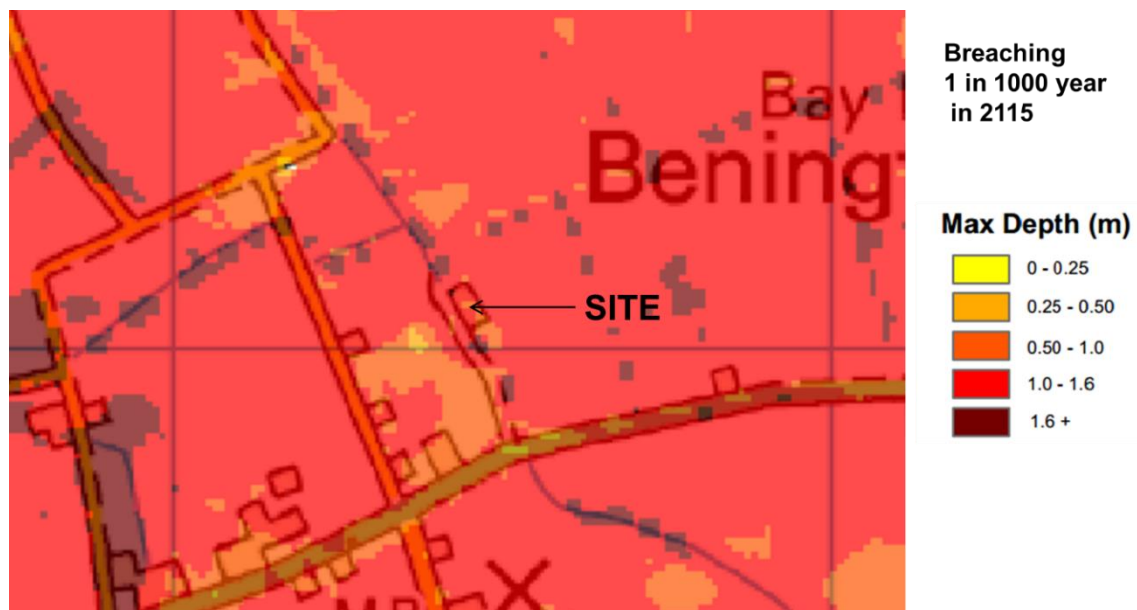 Breaching
1 in 1000 year
in 2115
Bay
Bening
SITE
Max Depth (m)
0 - 0.25
0.25 - 0.50
0.50 - 1.0
1.0 - 1.6
1.6 +